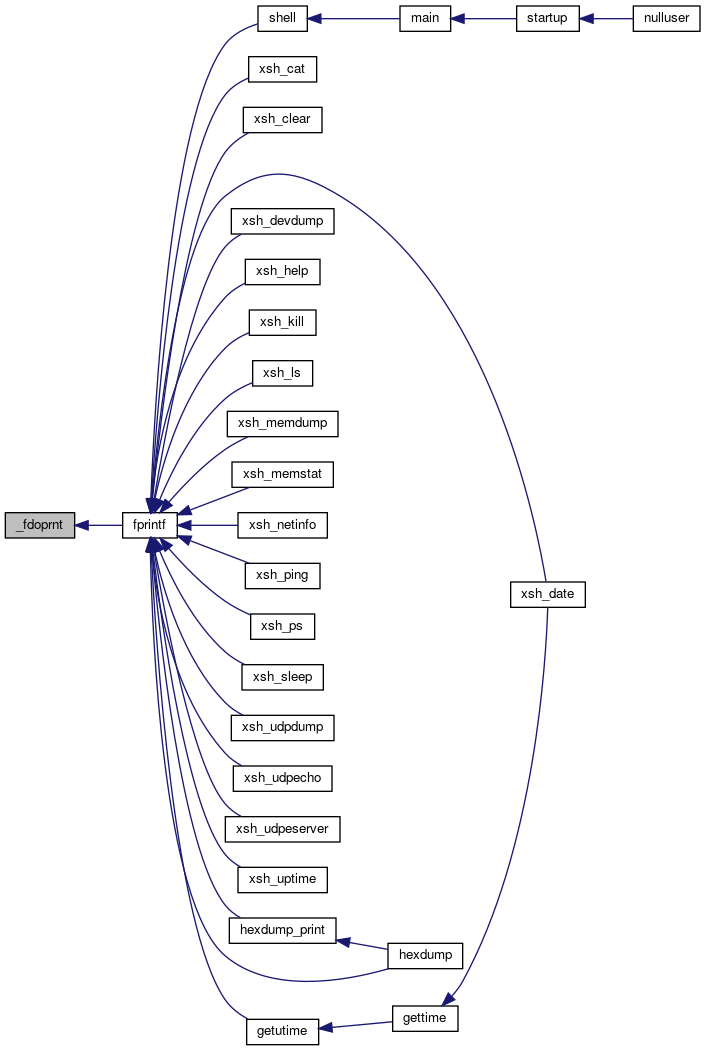 shell
main
startup
nulluser
xsh_cat
xsh_clear
xsh_devdump
xsh_help
xsh_kill
xsh_ls
xsh_memdump
xsh_memstat
_fdoprnt
fprintf
xsh_netinfo
xsh_ping
xsh_date
xsh_ps
xsh_sleep
xsh_udpdump
xsh_udpecho
xsh_udpeserver
xsh_uptime
hexdump_print
hexdump
gettime
getutime